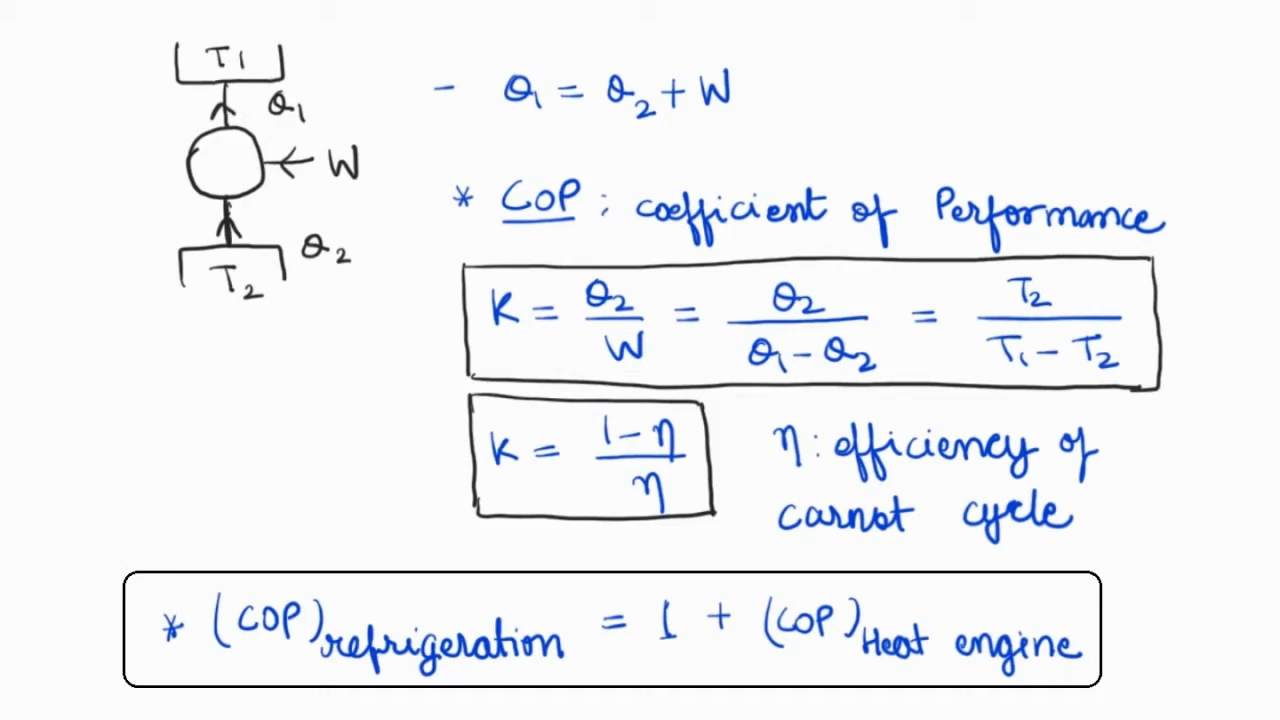 T1
Q1
W
Q2
T2
- Q1 = Q2 + W
* COP : coefficient of Performance
K = Q2/W = Q2/(Q1 - Q2) = T2/(T1 - T2)
K = (1 - η)/η
η : efficiency of
carnot cycle
* (COP)refrigeration = 1 + (COP)Heat engine